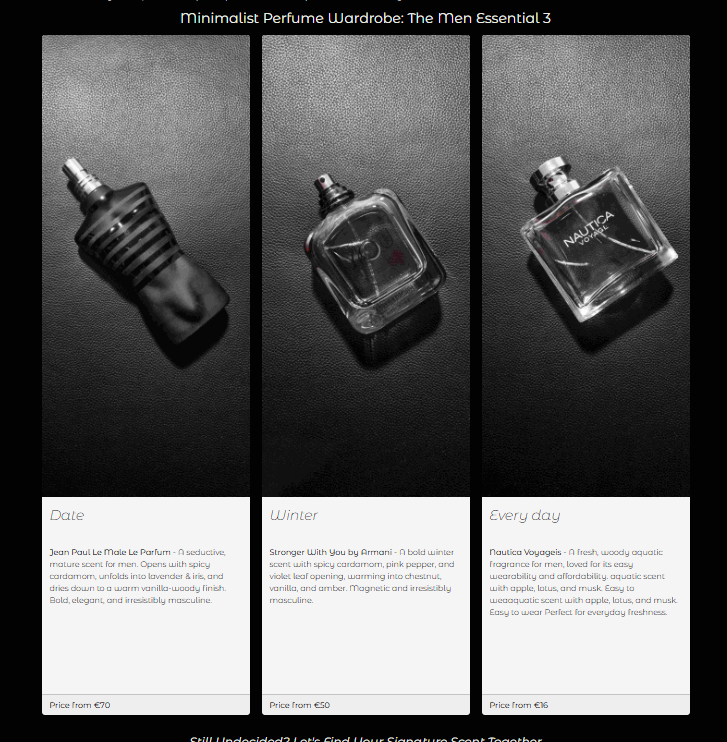 Minimalist Perfume Wardrobe: The Men Essential 3
NAUTICA
VOYAGE
Date
Jean Paul Le Male Le Parfum - A seductive,
mature scent for men. Opens with spicy
cardamom, unfolds into lavender & iris, and
dries down to a warm vanilla-woody finish.
Bold, elegant, and irresistibly masculine.
Price from €70
Winter
Stronger With You by Armani - A bold winter
scent with spicy cardamom, pink pepper, and
violet leaf opening, warming into chestnut,
vanilla, and amber. Magnetic and irresistibly
masculine.
Price from €50
Every day
Nautica Voyageis - A fresh, woody aquatic
fragrance for men, loved for its easy
wearability and affordability. aquatic scent
with apple, lotus, and musk. Easy to
weaaquatic scent with apple, lotus, and musk.
Easy to wear Perfect for everyday freshness.
Price from €16
Still Undecided? Let's Find Your Signature Scent Together